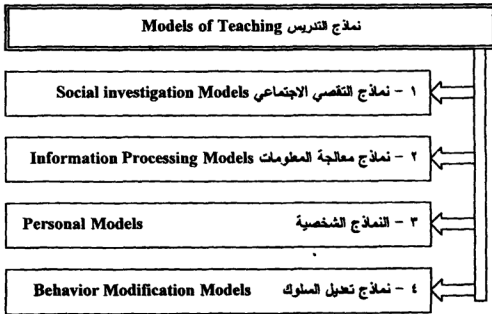 نماذج التدريس Models of Teaching
١ - نماذج التقصي الاجتماعي Social investigation Models
٢ - نماذج معالجة المعلومات Information Processing Models
٣ - النماذج الشخصية Personal Models
٤ - نماذج تعديل السلوك Behavior Modification Models